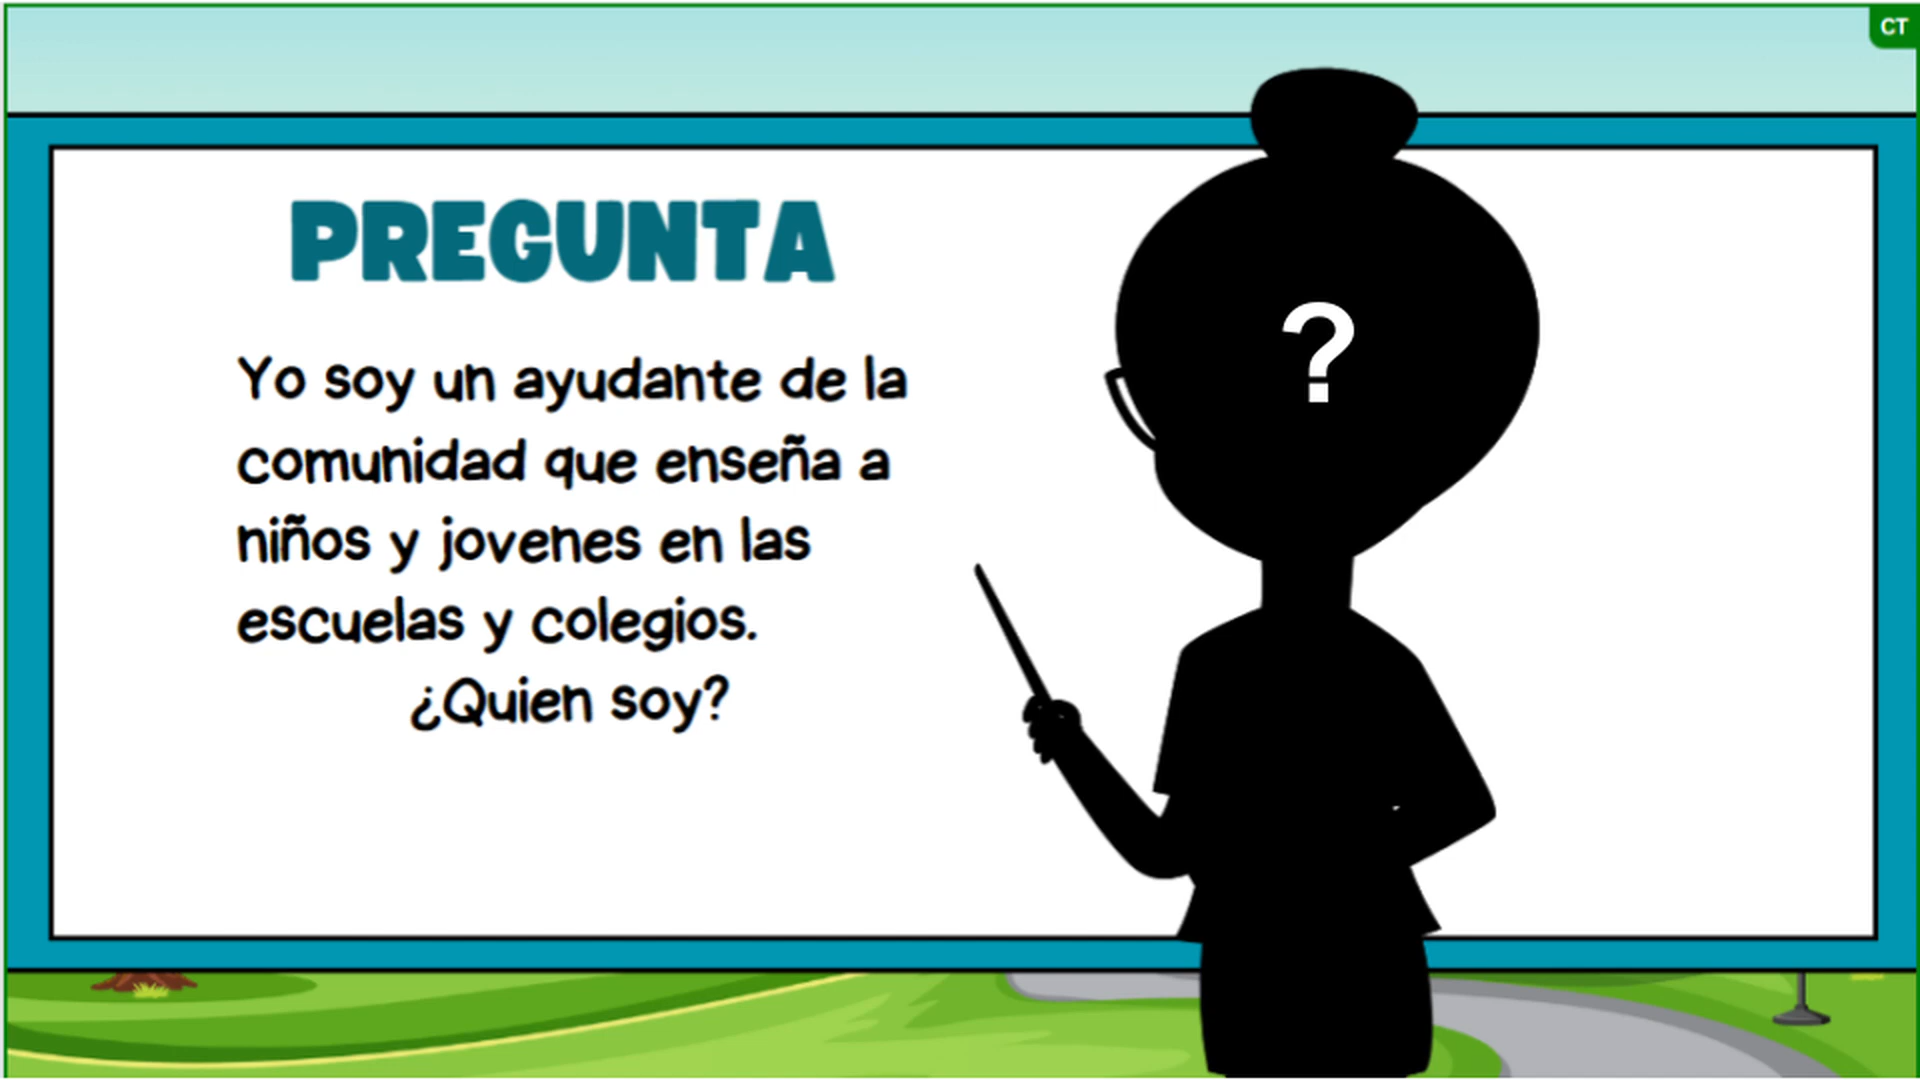 CT
PREGUNTA
Yo soy un ayudante de la
comunidad que enseña a
niños y jovenes en las
escuelas y colegios.
¿Quien soy?
?